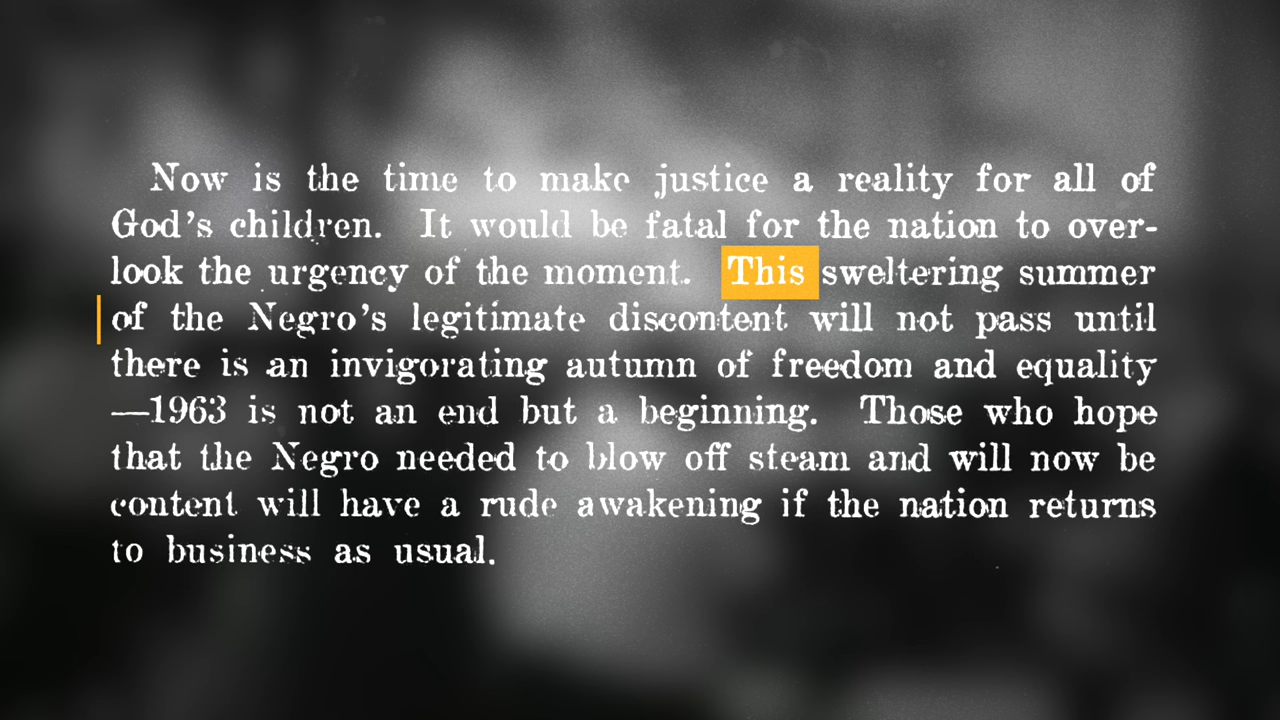 Now is the time to make justice a reality for all of
God's children. It would be fatal for the nation to over-
look the urgency of the moment. This sweltering summer
of the Negro's legitimate discontent will not pass until
there is an invigorating autumn of freedom and equality
—1963 is not an end but a beginning. Those who hope
that the Negro needed to blow off steam and will now be
content will have a rude awakening if the nation returns
to business as usual.